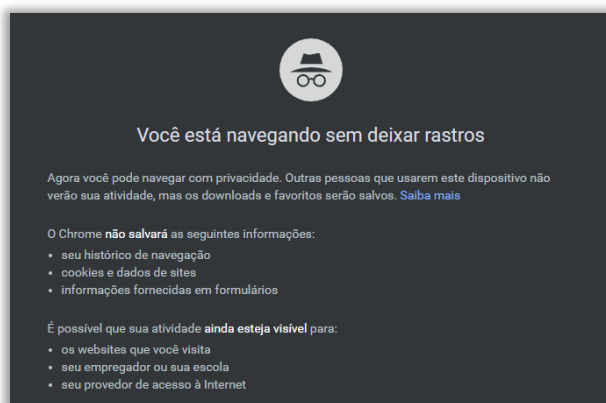 Você está navegando sem deixar rastros
Agora você pode navegar com privacidade. Outras pessoas que usarem este dispositivo não
verão sua atividade, mas os downloads e favoritos serão salvos. Saiba mais
O Chrome não salvará as seguintes informações:
• seu histórico de navegação
• cookies e dados de sites
• informações fornecidas em formulários
É possível que sua atividade ainda esteja visível para:
• os websites que você visita
• seu empregador ou sua escola
• seu provedor de acesso à Internet